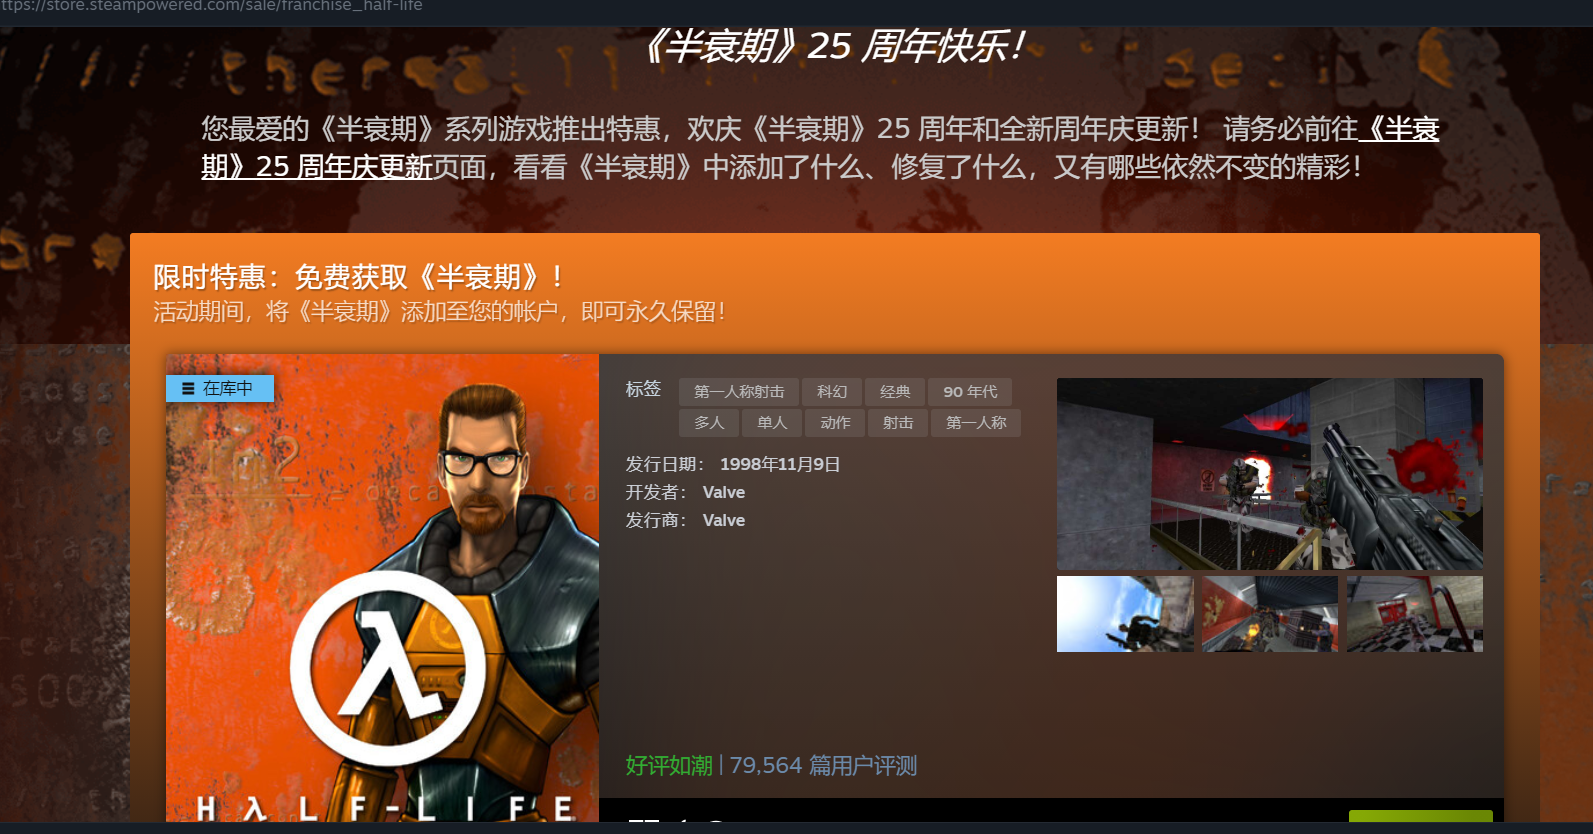 ttps://store.steampowered.com/sale/franchise_half-life
《半衰期》25 周年快乐！
您最爱的《半衰期》系列游戏推出特惠，欢庆《半衰期》25 周年和全新周年庆更新！ 请务必前往《半衰
期》25 周年庆更新页面，看看《半衰期》中添加了什么、修复了什么，又有哪些依然不变的精彩！
限时特惠：免费获取《半衰期》！
活动期间，将《半衰期》添加至您的帐户，即可永久保留！
在库中
标签 第一人称射击 科幻 经典 90 年代
多人 单人 动作 射击 第一人称
发行日期： 1998年11月9日
开发者： Valve
发行商： Valve
好评如潮 | 79,564 篇用户评测
HλLF-LIFE